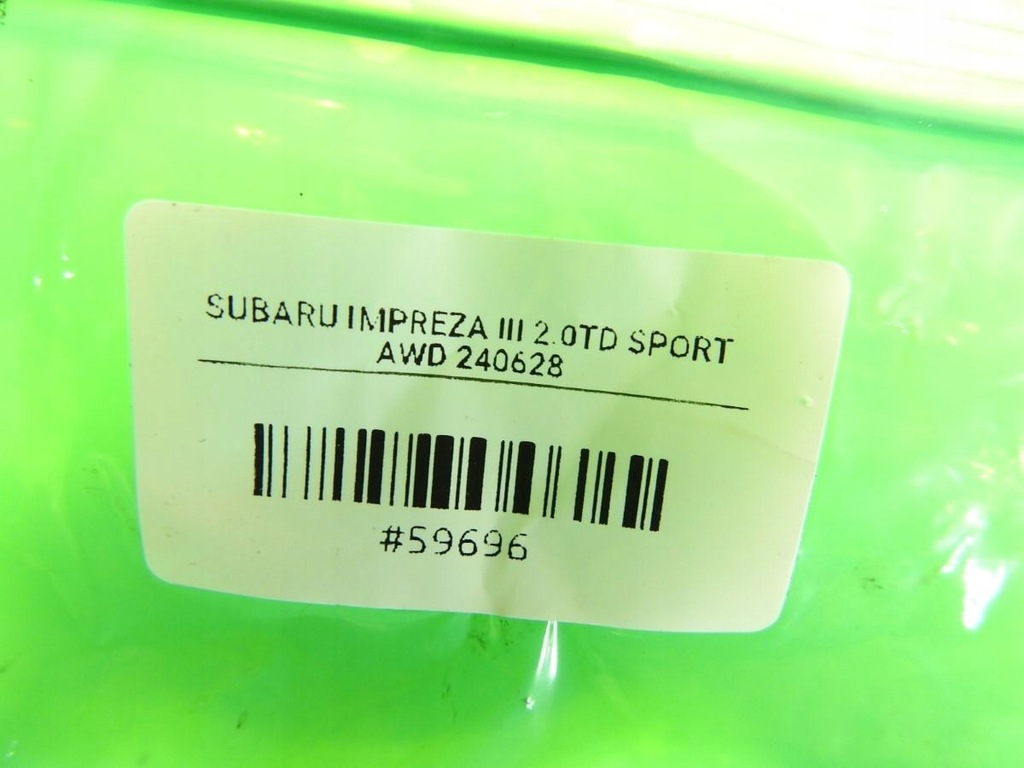 SUBARU IMPREZA III 2.0TD SPORT
AWD 240628
#59696